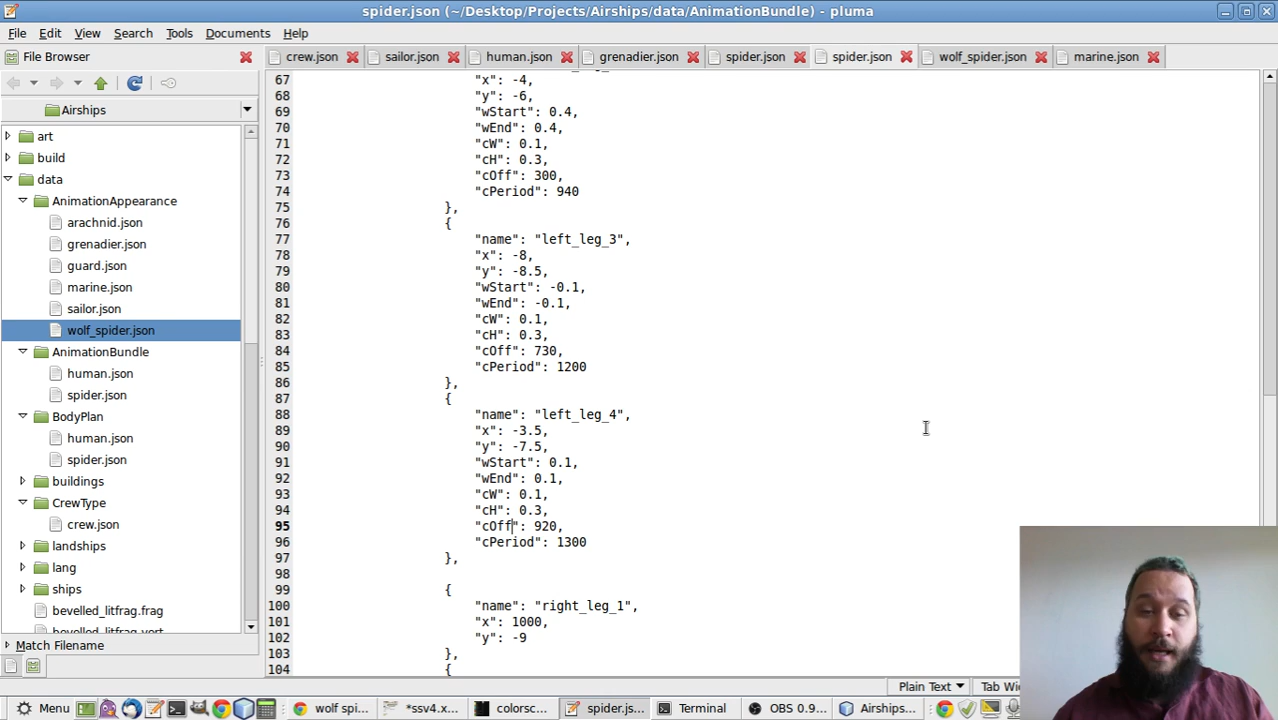 spider.json (~/Desktop/Projects/Airships/data/AnimationBundle) - pluma
File Edit View Search Tools Documents Help
File Browser
crew.json sailor.json human.json grenadier.json spider.json spider.json wolf_spider.json marine.json
Airships
art
build
data
AnimationAppearance
arachnid.json
grenadier.json
guard.json
marine.json
sailor.json
wolf_spider.json
AnimationBundle
human.json
spider.json
BodyPlan
human.json
spider.json
buildings
CrewType
crew.json
landships
lang
ships
bevelled_litfrag.frag
bevelled_litfrag.vert
Match Filename
67 "x": -4,
68 "y": -6,
69 "wStart": 0.4,
70 "wEnd": 0.4,
71 "cW": 0.1,
72 "cH": 0.3,
73 "cOff": 300,
74 "cPeriod": 940
75 },
76 {
77 "name": "left_leg_3",
78 "x": -8,
79 "y": -8.5,
80 "wStart": -0.1,
81 "wEnd": -0.1,
82 "cW": 0.1,
83 "cH": 0.3,
84 "cOff": 730,
85 "cPeriod": 1200
86 },
87 {
88 "name": "left_leg_4",
89 "x": -3.5,
90 "y": -7.5,
91 "wStart": 0.1,
92 "wEnd": 0.1,
93 "cW": 0.1,
94 "cH": 0.3,
95 "cOff": 920,
96 "cPeriod": 1300
97 },
98
99 {
100 "name": "right_leg_1",
101 "x": 1000,
102 "y": -9
103 },
104 {
Plain Text Tab Wi
Menu wolf spi... *ssv4.x... colorsc... spider.js... Terminal OBS 0.9... Airships...